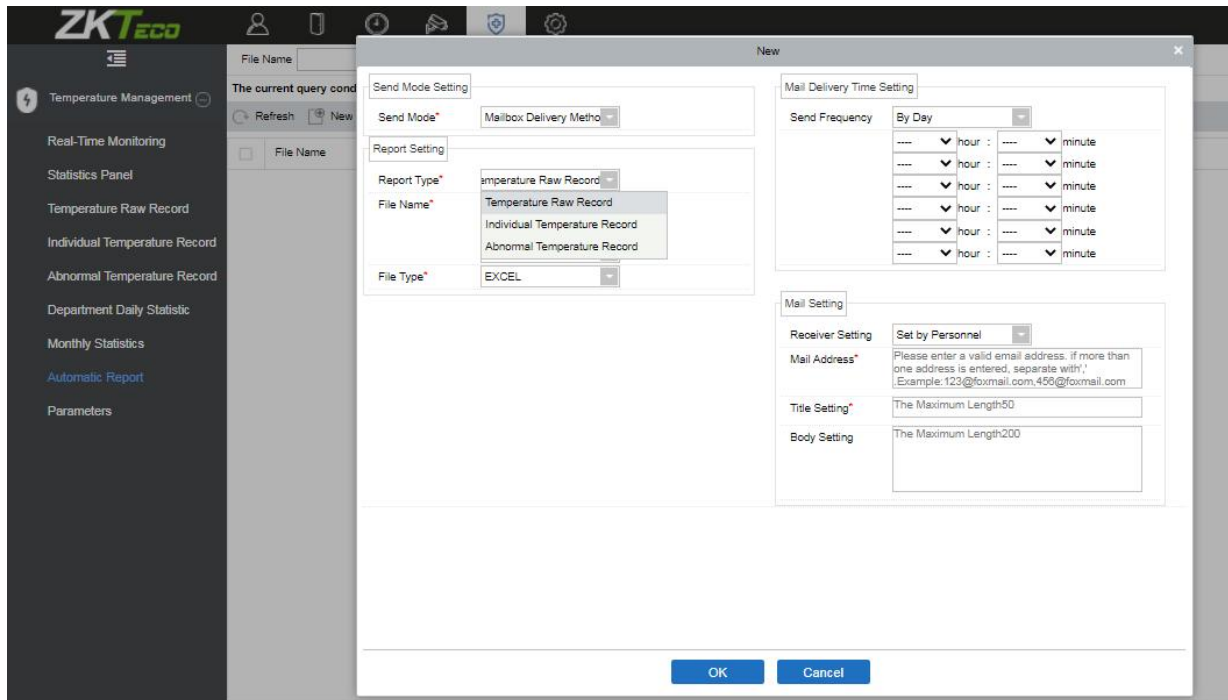 ZKTECO
New
File Name
The current query cond
Refresh New
File Name
Temperature Management
Real-Time Monitoring
Statistics Panel
Temperature Raw Record
Individual Temperature Record
Abnormal Temperature Record
Department Daily Statistic
Monthly Statistics
Automatic Report
Parameters
Send Mode Setting
Send Mode* Mailbox Delivery Metho
Report Setting
Report Type* emperature Raw Record
Temperature Raw Record
Individual Temperature Record
Abnormal Temperature Record
File Name*
File Type* EXCEL
Mail Delivery Time Setting
Send Frequency By Day
---- hour : ---- minute
---- hour : ---- minute
---- hour : ---- minute
---- hour : ---- minute
---- hour : ---- minute
---- hour : ---- minute
Mail Setting
Receiver Setting Set by Personnel
Mail Address* Please enter a valid email address. if more than
one address is entered, separate with','
.Example:123@foxmail.com,456@foxmail.com
Title Setting* The Maximum Length50
Body Setting The Maximum Length200
OK Cancel